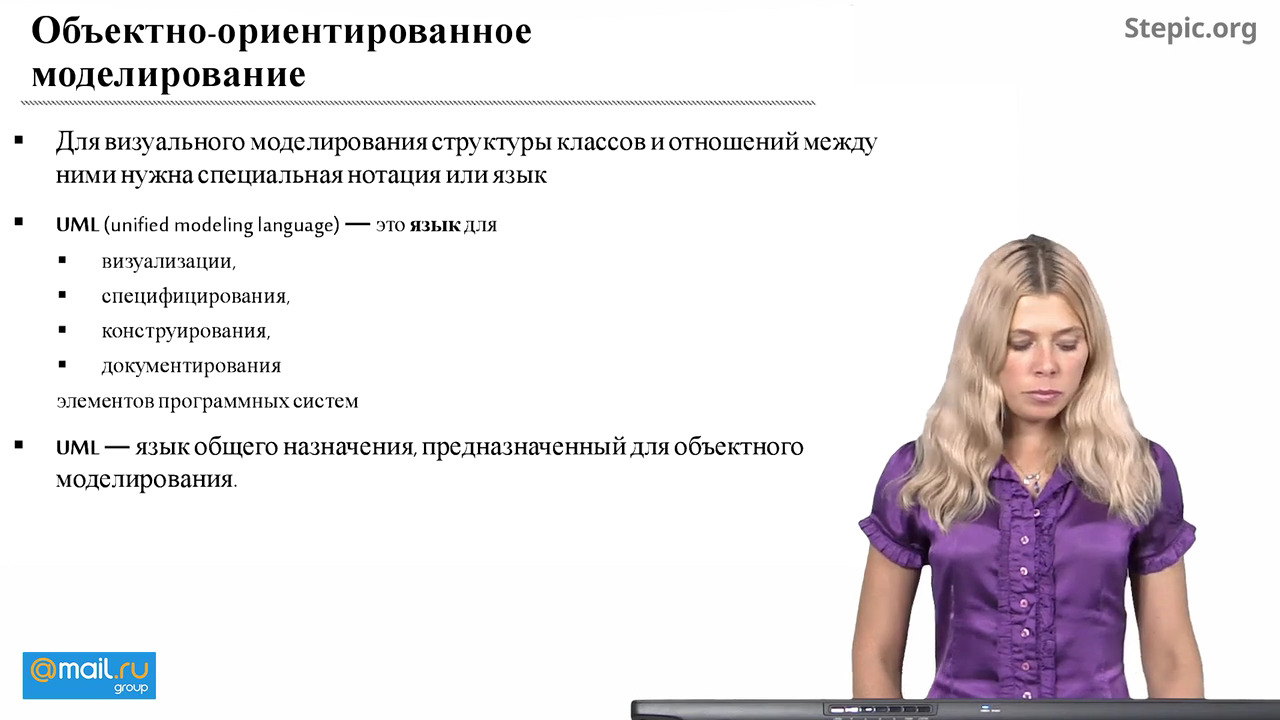 Объектно-ориентированное
моделирование
Stepic.org
▪ Для визуального моделирования структуры классов и отношений между
ними нужна специальная нотация или язык
▪ UML (unified modeling language) — это язык для
▪ визуализации,
▪ специфицирования,
▪ конструирования,
▪ документирования
элементов программных систем
▪ UML — язык общего назначения, предназначенный для объектного
моделирования.
@mail.ru
group